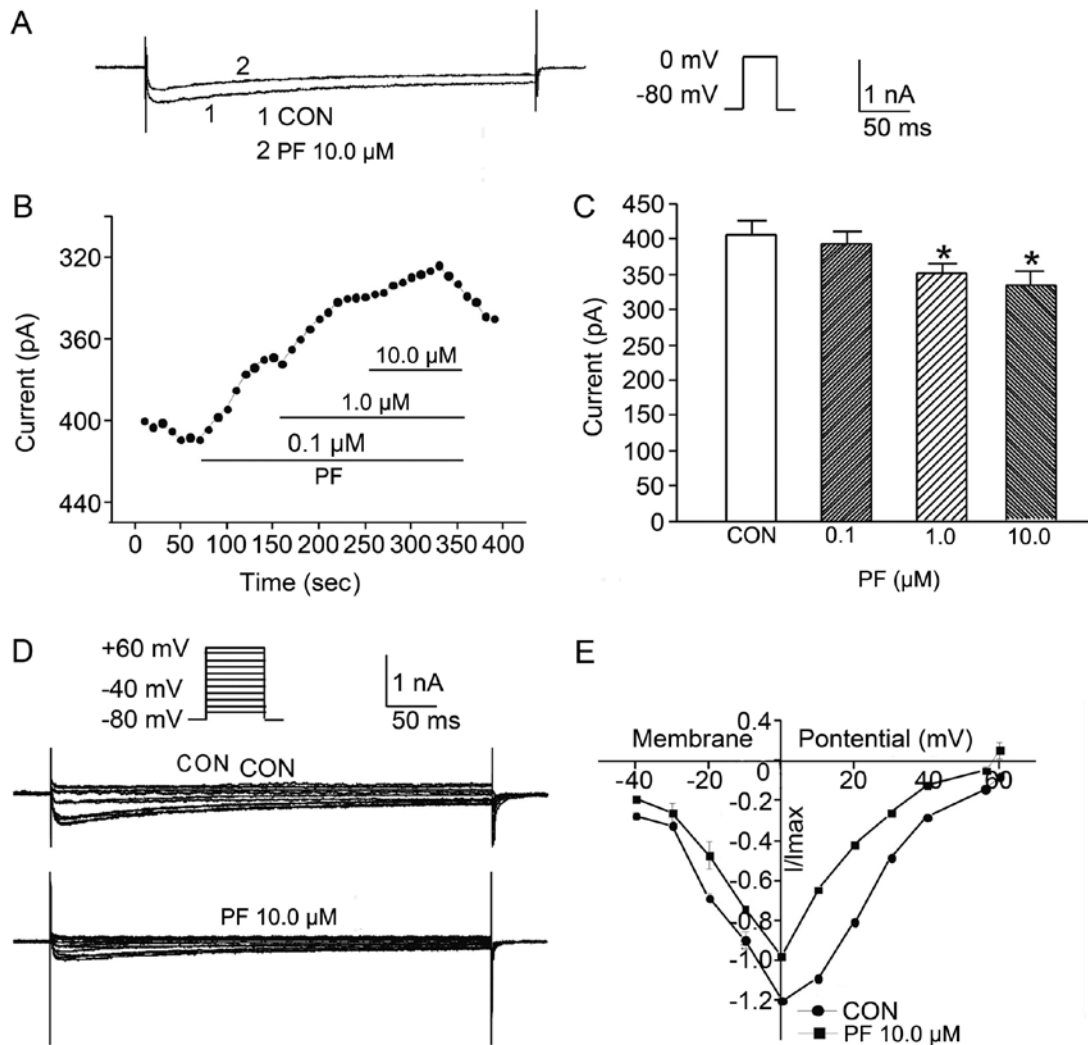 A
2
1
1 CON
2 PF 10.0 µM
0 mV
-80 mV
1 nA
50 ms
B
Current (pA)
320
360
400
440
10.0 µM
1.0 µM
0.1 µM
PF
0 50 100 150 200 250 300 350 400
Time (sec)
C
Current (pA)
450
400
350
300
250
200
150
100
50
0
* *
CON 0.1 1.0 10.0
PF (µM)
D
+60 mV
-40 mV
-80 mV
1 nA
50 ms
CON CON
PF 10.0 µM
E
0.4
Membrane Pontential (mV)
-40 -20 0 20 40 60
-0.2
-0.4
-0.6
-0.8
-1.0
-1.2
I/Imax
CON
PF 10.0 µM